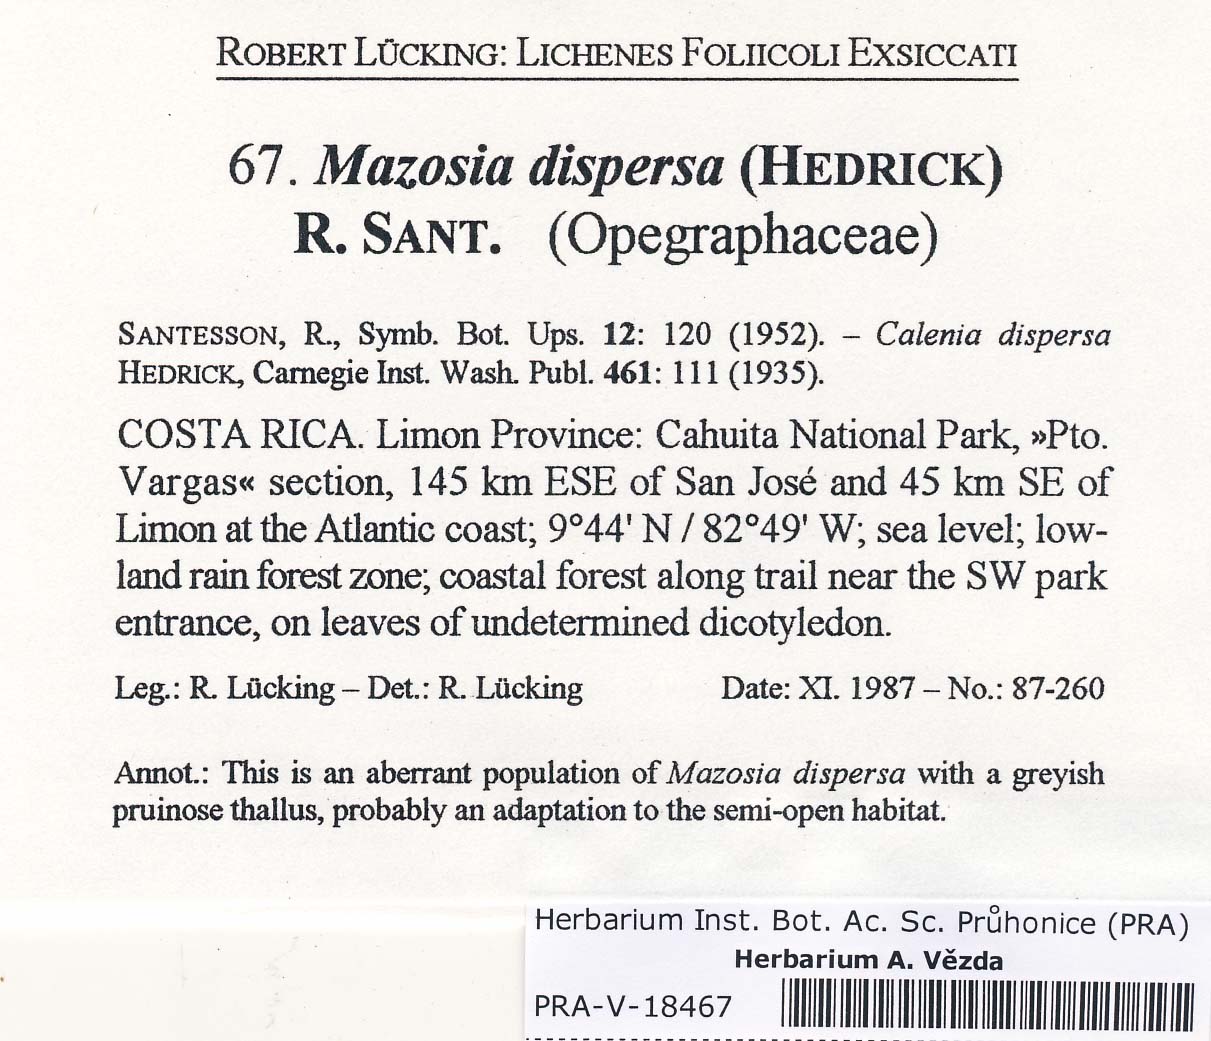 ROBERT LÜCKING: LICHENES FOLIICOLI EXSICCATI
67. Mazosia dispersa (HEDRICK)
R. SANT. (Opegraphaceae)
SANTESSON, R., Symb. Bot. Ups. 12: 120 (1952). – Calenia dispersa
HEDRICK, Carnegie Inst. Wash. Publ. 461: 111 (1935).
COSTA RICA. Limon Province: Cahuita National Park, »Pto.
Vargas« section, 145 km ESE of San José and 45 km SE of
Limon at the Atlantic coast; 9°44' N / 82°49' W; sea level; low-
land rain forest zone; coastal forest along trail near the SW park
entrance, on leaves of undetermined dicotyledon.
Leg.: R. Lücking – Det.: R. Lücking Date: XI. 1987 – No.: 87-260
Annot.: This is an aberrant population of Mazosia dispersa with a greyish
pruinose thallus, probably an adaptation to the semi-open habitat.
Herbarium Inst. Bot. Ac. Sc. Průhonice (PRA)
Herbarium A. Vězda
PRA-V-18467